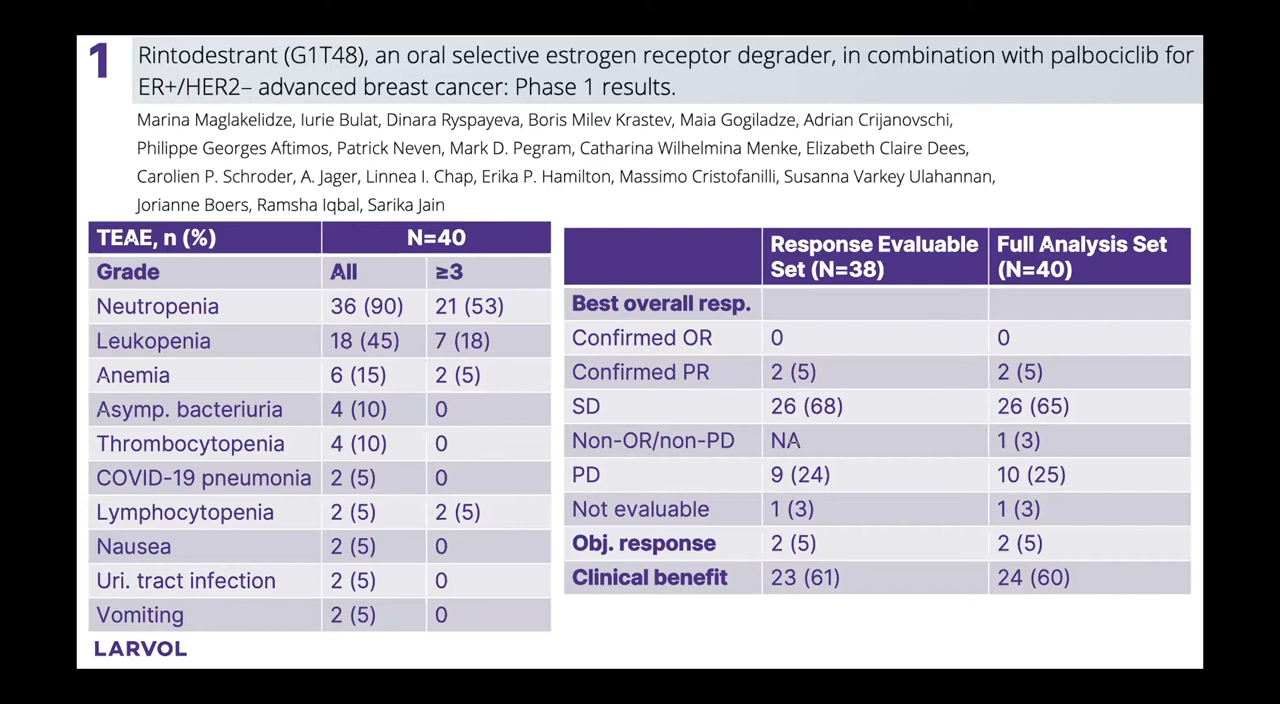 1
Rintodestrant (G1T48), an oral selective estrogen receptor degrader, in combination with palbociclib for
ER+/HER2– advanced breast cancer: Phase 1 results.
Marina Maglakelidze, Iurie Bulat, Dinara Ryspayeva, Boris Milev Krastev, Maia Gogiladze, Adrian Crijanovschi,
Philippe Georges Aftimos, Patrick Neven, Mark D. Pegram, Catharina Wilhelmina Menke, Elizabeth Claire Dees,
Carolien P. Schroder, A. Jager, Linnea I. Chap, Erika P. Hamilton, Massimo Cristofanilli, Susanna Varkey Ulahannan,
Jorianne Boers, Ramsha Iqbal, Sarika Jain
TEAE, n (%) N=40
Grade All ≥3
Neutropenia 36 (90) 21 (53)
Leukopenia 18 (45) 7 (18)
Anemia 6 (15) 2 (5)
Asymp. bacteriuria 4 (10) 0
Thrombocytopenia 4 (10) 0
COVID-19 pneumonia 2 (5) 0
Lymphocytopenia 2 (5) 2 (5)
Nausea 2 (5) 0
Uri. tract infection 2 (5) 0
Vomiting 2 (5) 0
Response Evaluable Full Analysis Set
Set (N=38) (N=40)
Best overall resp.
Confirmed OR 0 0
Confirmed PR 2 (5) 2 (5)
SD 26 (68) 26 (65)
Non-OR/non-PD NA 1 (3)
PD 9 (24) 10 (25)
Not evaluable 1 (3) 1 (3)
Obj. response 2 (5) 2 (5)
Clinical benefit 23 (61) 24 (60)
LARVOL